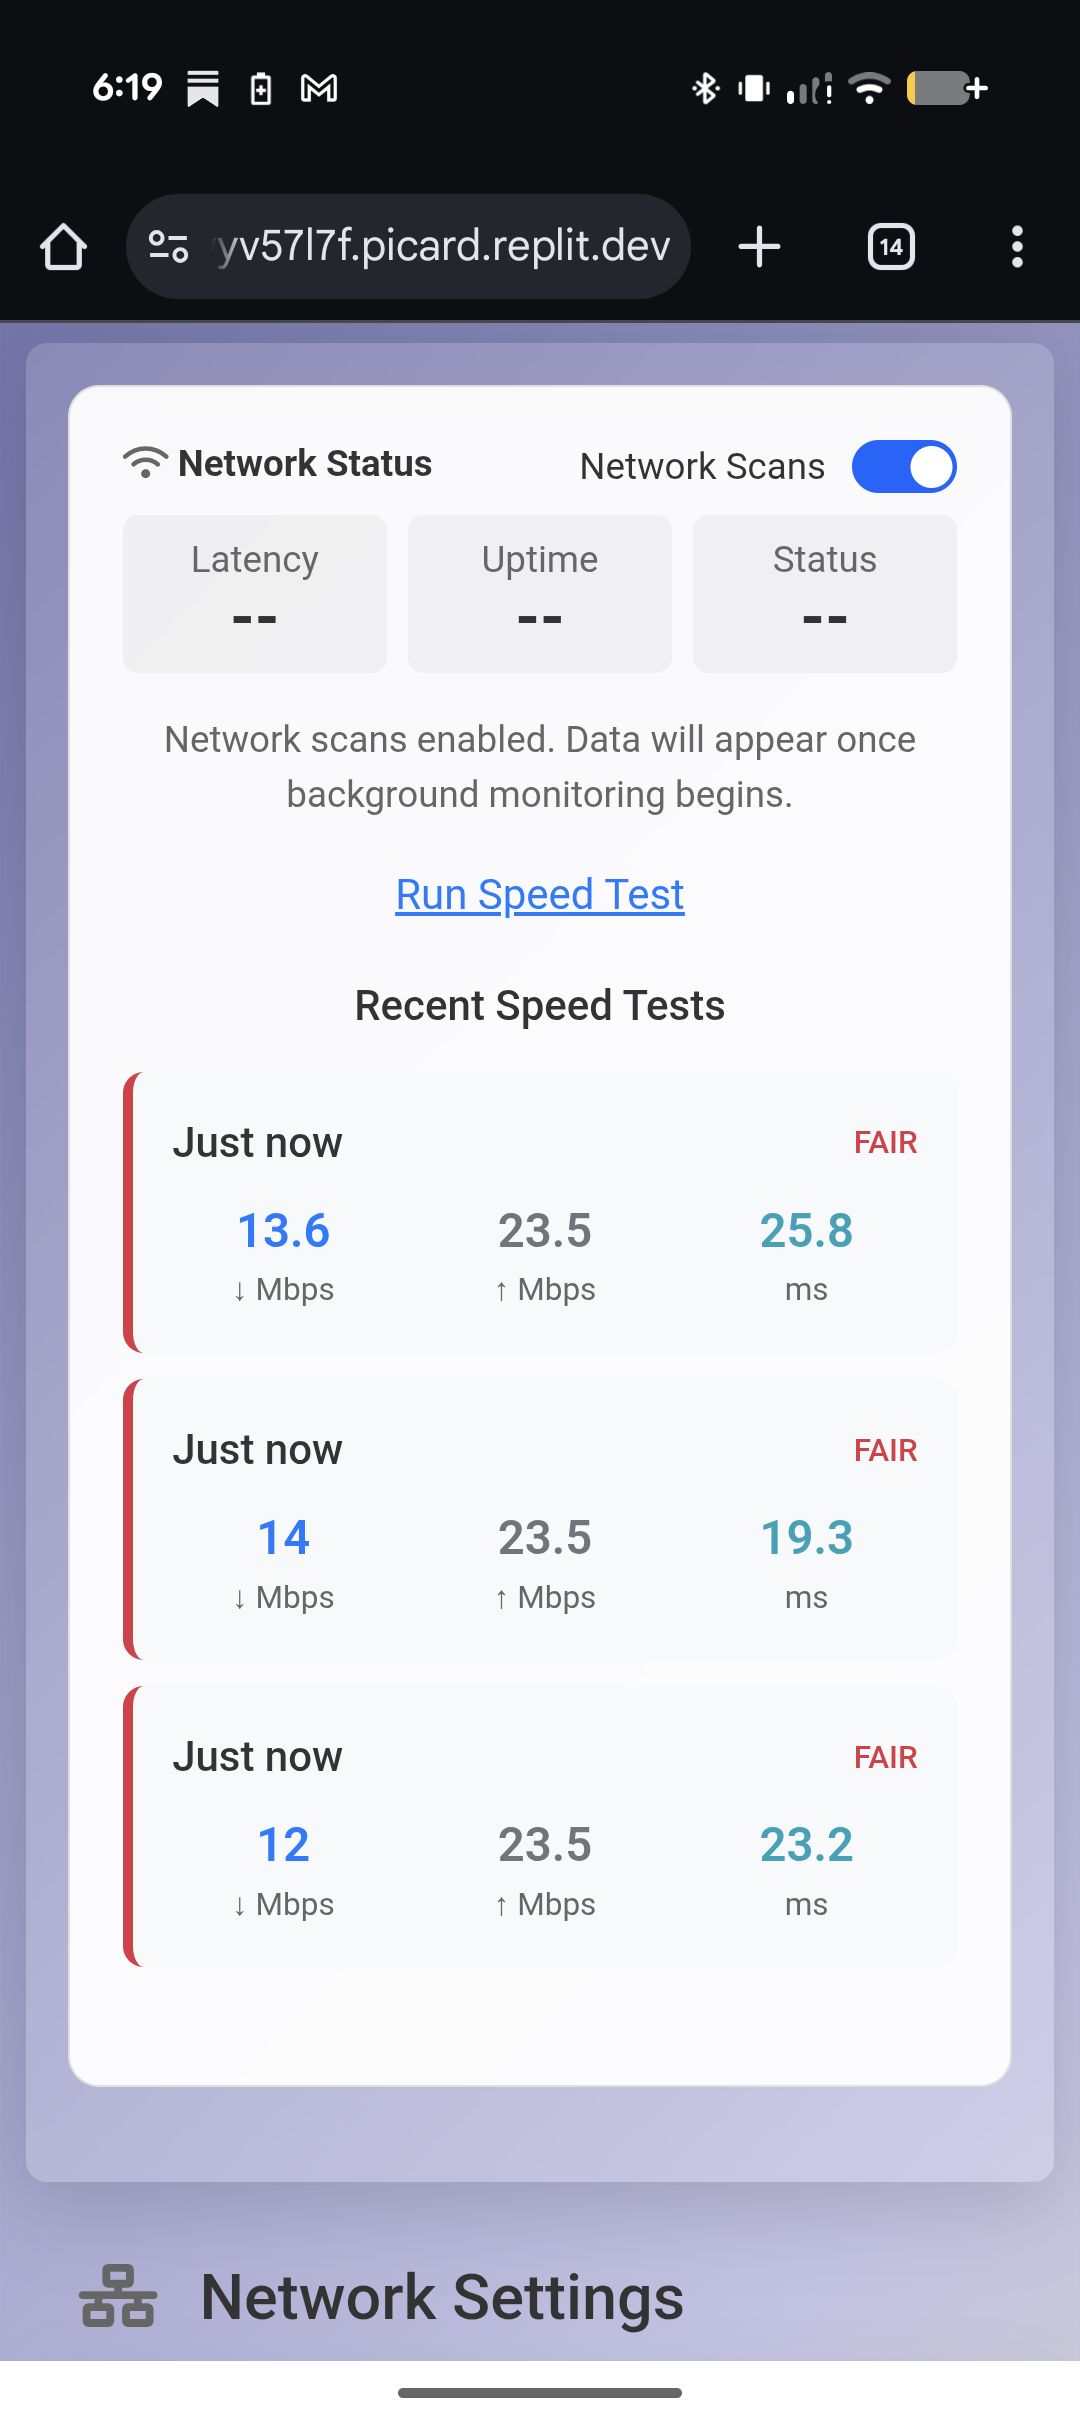 6:19
yv57l7f.picard.replit.dev
14
Network Status
Network Scans
Latency
Uptime
Status
--
--
--
Network scans enabled. Data will appear once
background monitoring begins.
Run Speed Test
Recent Speed Tests
Just now
FAIR
13.6
23.5
25.8
↓ Mbps
↑ Mbps
ms
Just now
FAIR
14
23.5
19.3
↓ Mbps
↑ Mbps
ms
Just now
FAIR
12
23.5
23.2
↓ Mbps
↑ Mbps
ms
Network Settings